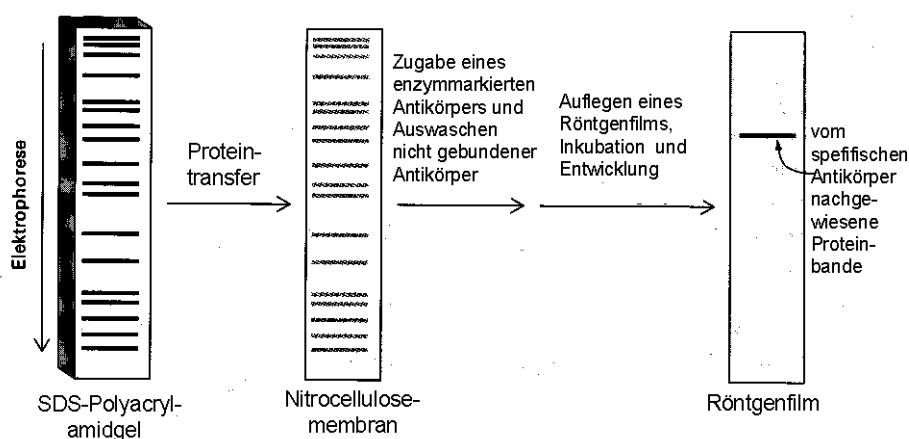 Elektrophorese
SDS-Polyacryl-
amidgel
Protein-
transfer
Nitrocellulose-
membran
Zugabe eines
enzymmarkierten
Antikörpers und
Auswaschen
nicht gebundener
Antikörper
Auflegen eines
Röntgenfilms,
Inkubation und
Entwicklung
vom
spefifischen
Antikörper
nachge-
wiesene
Protein-
bande
Röntgenfilm